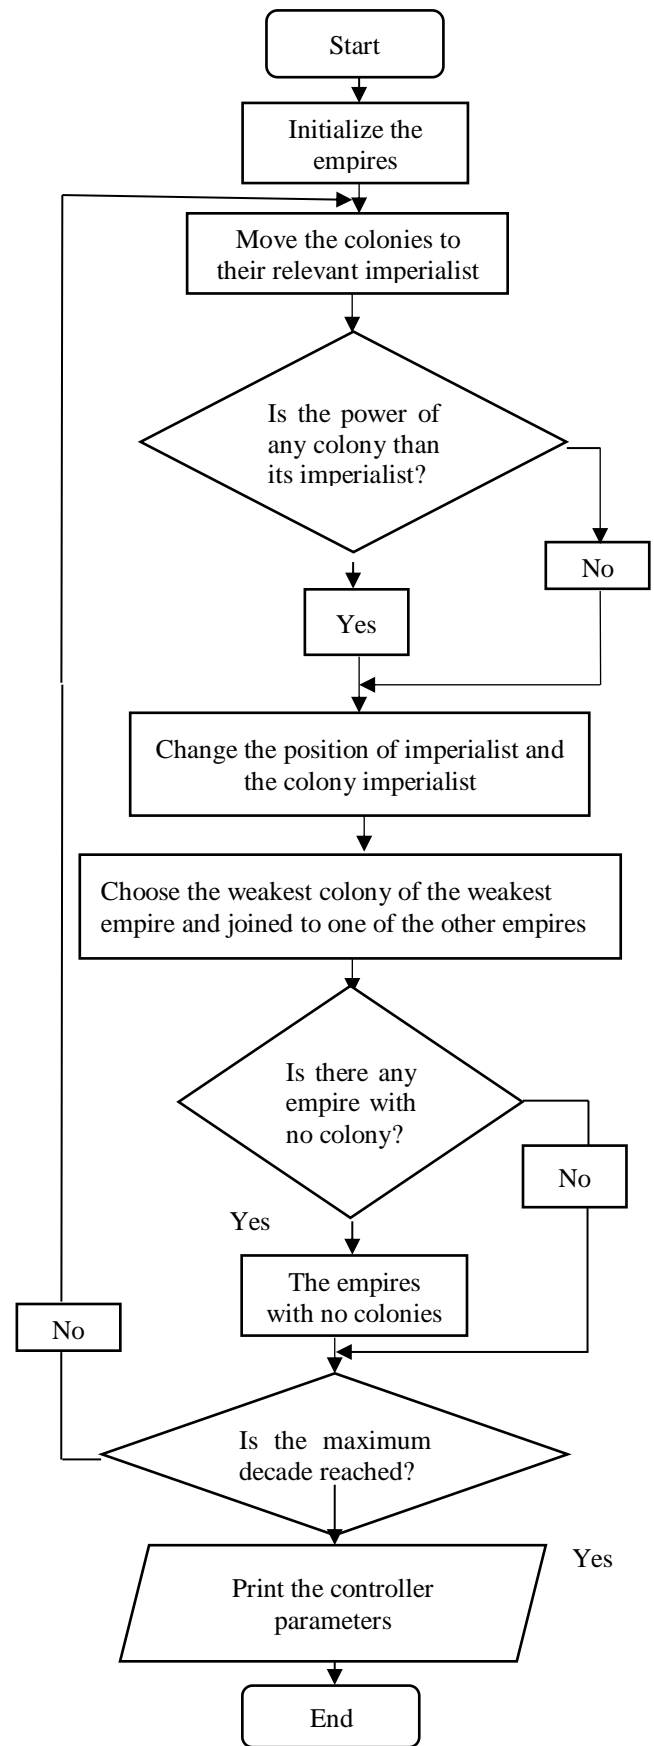 Start
Initialize the
empires
Move the colonies to
their relevant imperialist
Is the power of
any colony than
its imperialist?
No
Yes
Change the position of imperialist and
the colony imperialist
Choose the weakest colony of the weakest
empire and joined to one of the other empires
Is there any
empire with
no colony?
No
Yes
The empires
with no colonies
No
Is the maximum
decade reached?
Yes
Print the controller
parameters
End